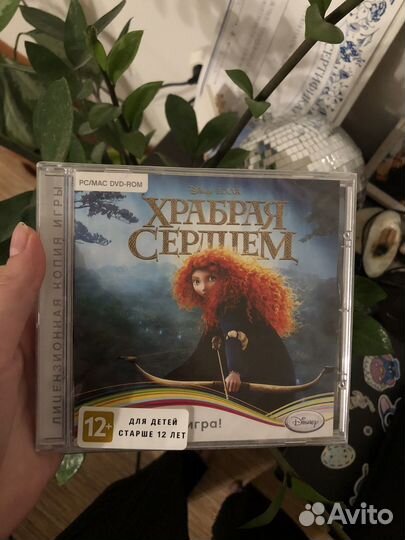 СЕРТИФИКАТ
PC/MAC DVD-ROM
Disney PIXAR
ХРАБРАЯ
СЕРДЦЕМ
ЛИЦЕНЗИОННАЯ КОПИЯ ИГРЫ
12+
ДЛЯ ДЕТЕЙ
СТАРШЕ 12 ЛЕТ
игра!
Disney
Avito